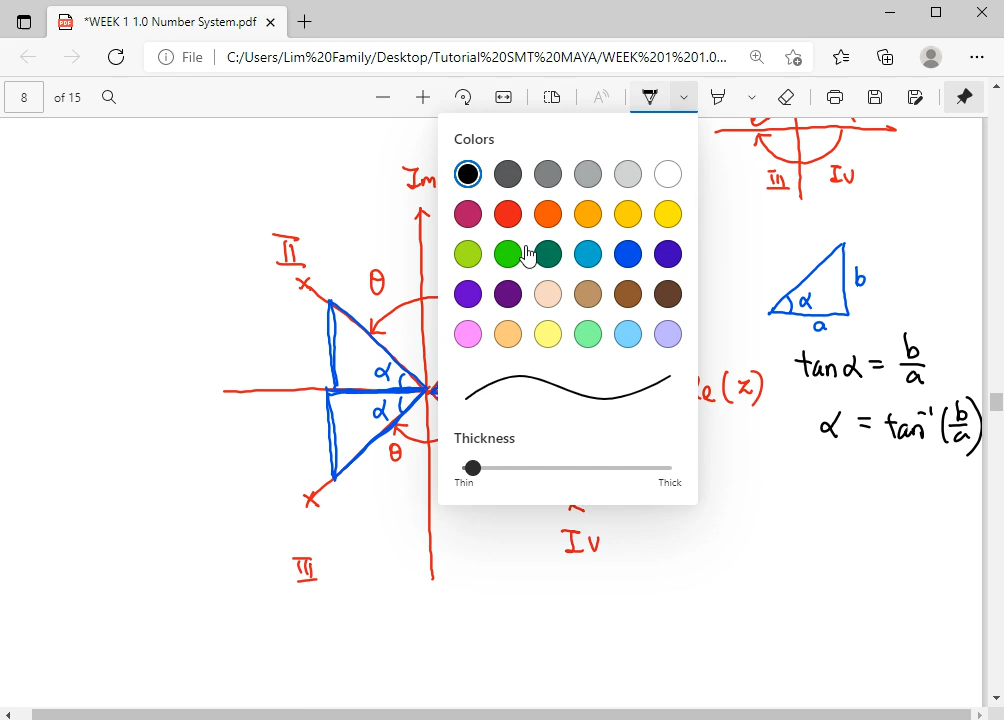 *WEEK 1 1.0 Number System.pdf
File
C:/Users/Lim%20Family/Desktop/Tutorial%20SMT%20MAYA/WEEK%201%201.0...
8 of 15
Colors
Thickness
Thin Thick
Im
III IV
II
θ
b
α
a
tan α = b/a
α
e(z)
α
α = tan⁻¹(b/a)
θ
IV
III